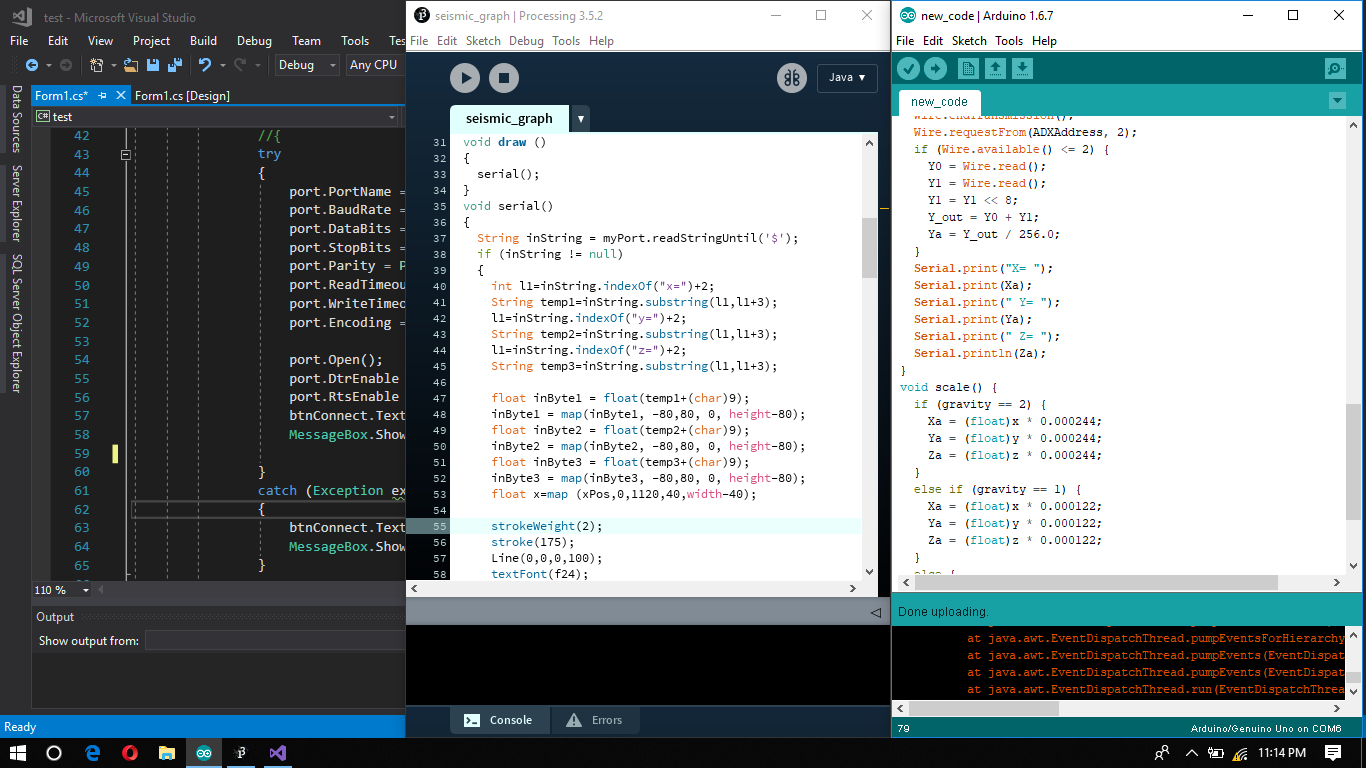 test - Microsoft Visual Studio
File Edit View Project Build Debug Team Tools Tes
Debug Any CPU
Form1.cs* Form1.cs [Design]
C# test
Data Sources
Server Explorer
SQL Server Object Explorer
42 //{
43 try
44 {
45 port.PortName =
46 port.BaudRate =
47 port.DataBits =
48 port.StopBits =
49 port.Parity = P
50 port.ReadTimeou
51 port.WriteTimeo
52 port.Encoding =
53
54 port.Open();
55 port.DtrEnable
56 port.RtsEnable
57 btnConnect.Text
58 MessageBox.Show
59
60 }
61 catch (Exception ex
62 {
63 btnConnect.Text
64 MessageBox.Show
65 }
110 %
Output
Show output from:
Ready
seismic_graph | Processing 3.5.2
File Edit Sketch Debug Tools Help
Java ▼
seismic_graph ▼
31 void draw ()
32 {
33 serial();
34 }
35 void serial()
36 {
37 String inString = myPort.readStringUntil('$');
38 if (inString != null)
39 {
40 int l1=inString.indexOf("x=")+2;
41 String temp1=inString.substring(l1,l1+3);
42 l1=inString.indexOf("y=")+2;
43 String temp2=inString.substring(l1,l1+3);
44 l1=inString.indexOf("z=")+2;
45 String temp3=inString.substring(l1,l1+3);
46
47 float inByte1 = float(temp1+(char)9);
48 inByte1 = map(inByte1, -80,80, 0, height-80);
49 float inByte2 = float(temp2+(char)9);
50 inByte2 = map(inByte2, -80,80, 0, height-80);
51 float inByte3 = float(temp3+(char)9);
52 inByte3 = map(inByte3, -80,80, 0, height-80);
53 float x=map (xPos,0,1120,40,width-40);
54
55 strokeWeight(2);
56 stroke(175);
57 Line(0,0,0,100);
58 textFont(f24);
Console Errors
new_code | Arduino 1.6.7
File Edit Sketch Tools Help
new_code
Wire.endTransmission();
Wire.requestFrom(ADXAddress, 2);
if (Wire.available() <= 2) {
Y0 = Wire.read();
Y1 = Wire.read();
Y1 = Y1 << 8;
Y_out = Y0 + Y1;
Ya = Y_out / 256.0;
}
Serial.print("X= ");
Serial.print(Xa);
Serial.print(" Y= ");
Serial.print(Ya);
Serial.print(" Z= ");
Serial.println(Za);
}
void scale() {
if (gravity == 2) {
Xa = (float)x * 0.000244;
Ya = (float)y * 0.000244;
Za = (float)z * 0.000244;
}
else if (gravity == 1) {
Xa = (float)x * 0.000122;
Ya = (float)y * 0.000122;
Za = (float)z * 0.000122;
}
else {
Done uploading.
at java.awt.EventDispatchThread.pumpEventsForHierarchy
at java.awt.EventDispatchThread.pumpEvents(EventDispat
at java.awt.EventDispatchThread.pumpEvents(EventDispat
at java.awt.EventDispatchThread.run(EventDispatchThrea
79 Arduino/Genuino Uno on COM6
11:14 PM